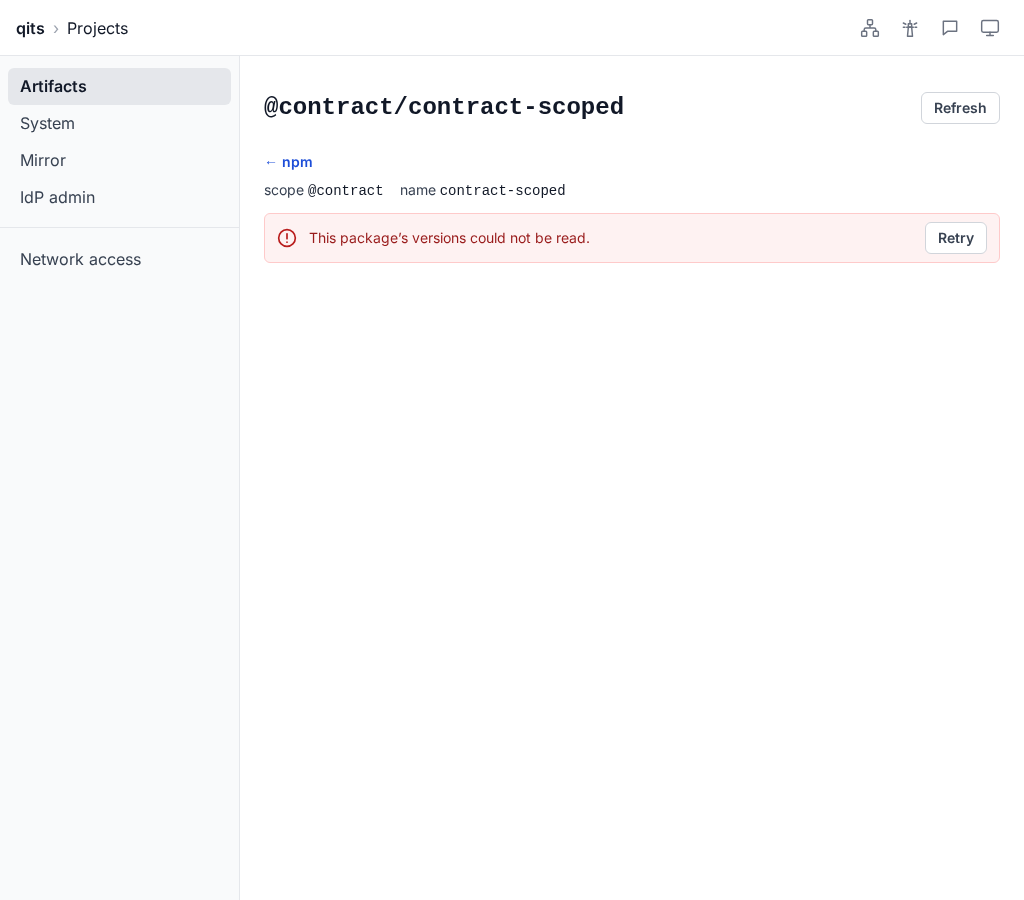 qits › Projects
Artifacts
System
Mirror
IdP admin
Network access
@contract/contract-scoped
Refresh
← npm
scope @contract name contract-scoped
This package’s versions could not be read.
Retry